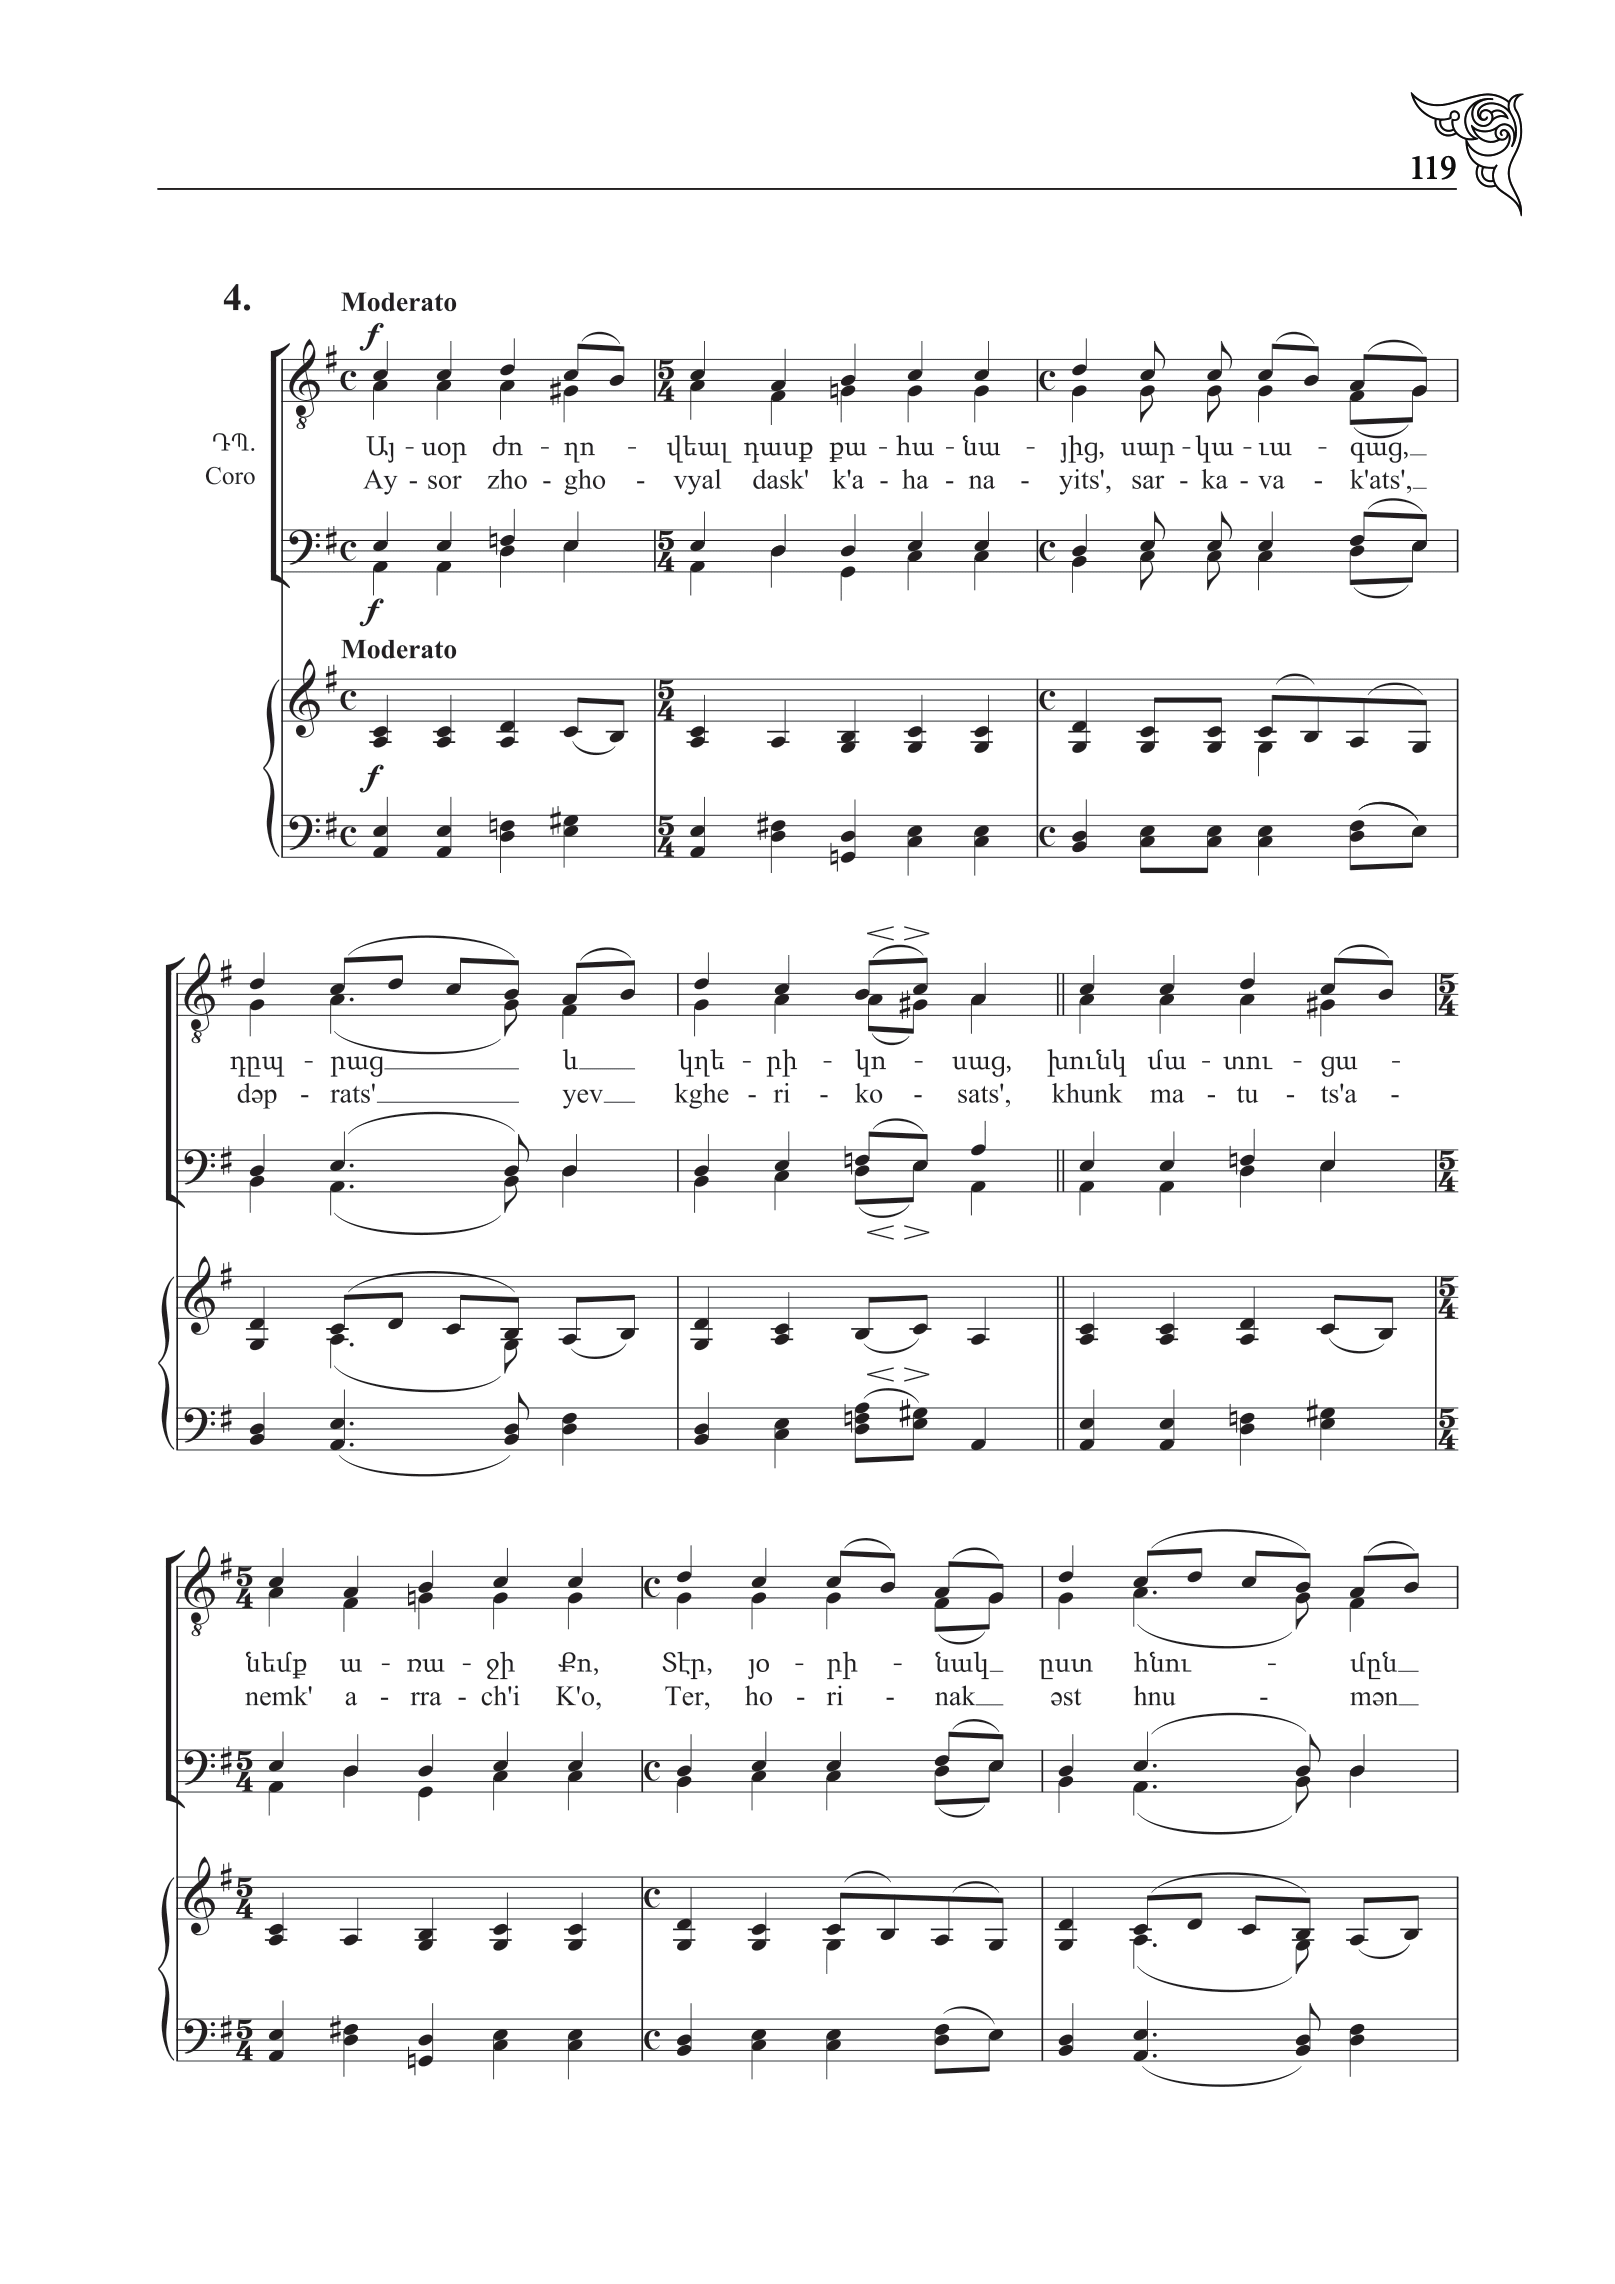 119
4.
Moderato
f
ԴՊ.
Այ - սօր ժո - ղո - վեալ դասք քա - հա - նա - յից, սար - կա - ւա - գաց,
Coro
Ay - sor zho - gho - vyal dask' k'a - ha - na - yits', sar - ka - va - k'ats',
f
Moderato
f
դըպ - րաց և կղե - րի - կո - սաց, խունկ մա - տու - ցա -
dəp - rats' yev kghe - ri - ko - sats', khunk ma - tu - ts'a -
նեմք ա - ռա - ջի Քո, Տէր, յօ - րի - նակ ըստ հնու - մըն
nemk' a - rra - ch'i K'o, Ter, ho - ri - nak əst hnu - mən